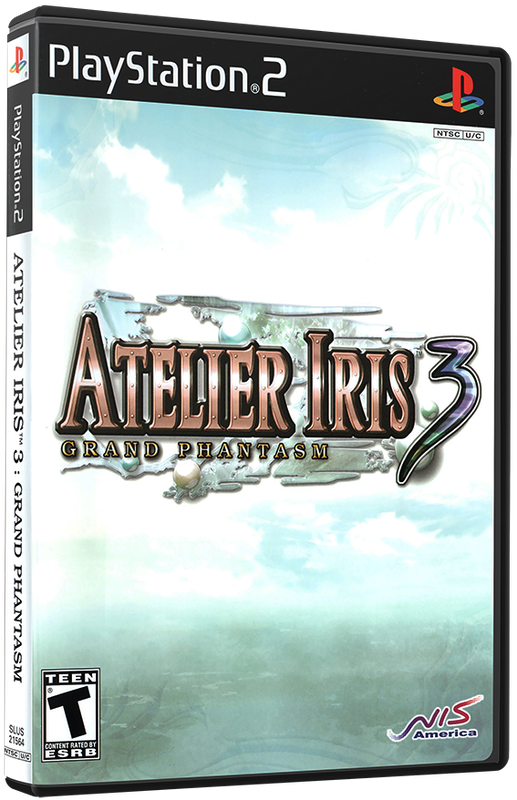 PlayStation®2
NTSC U/C
ATELIER IRIS 3
GRAND PHANTASM
TEEN
T
CONTENT RATED BY
ESRB
NIS
America
PlayStation®2
ATELIER IRIS™ 3 : GRAND PHANTASM
SLUS
21564
NTSC U/C